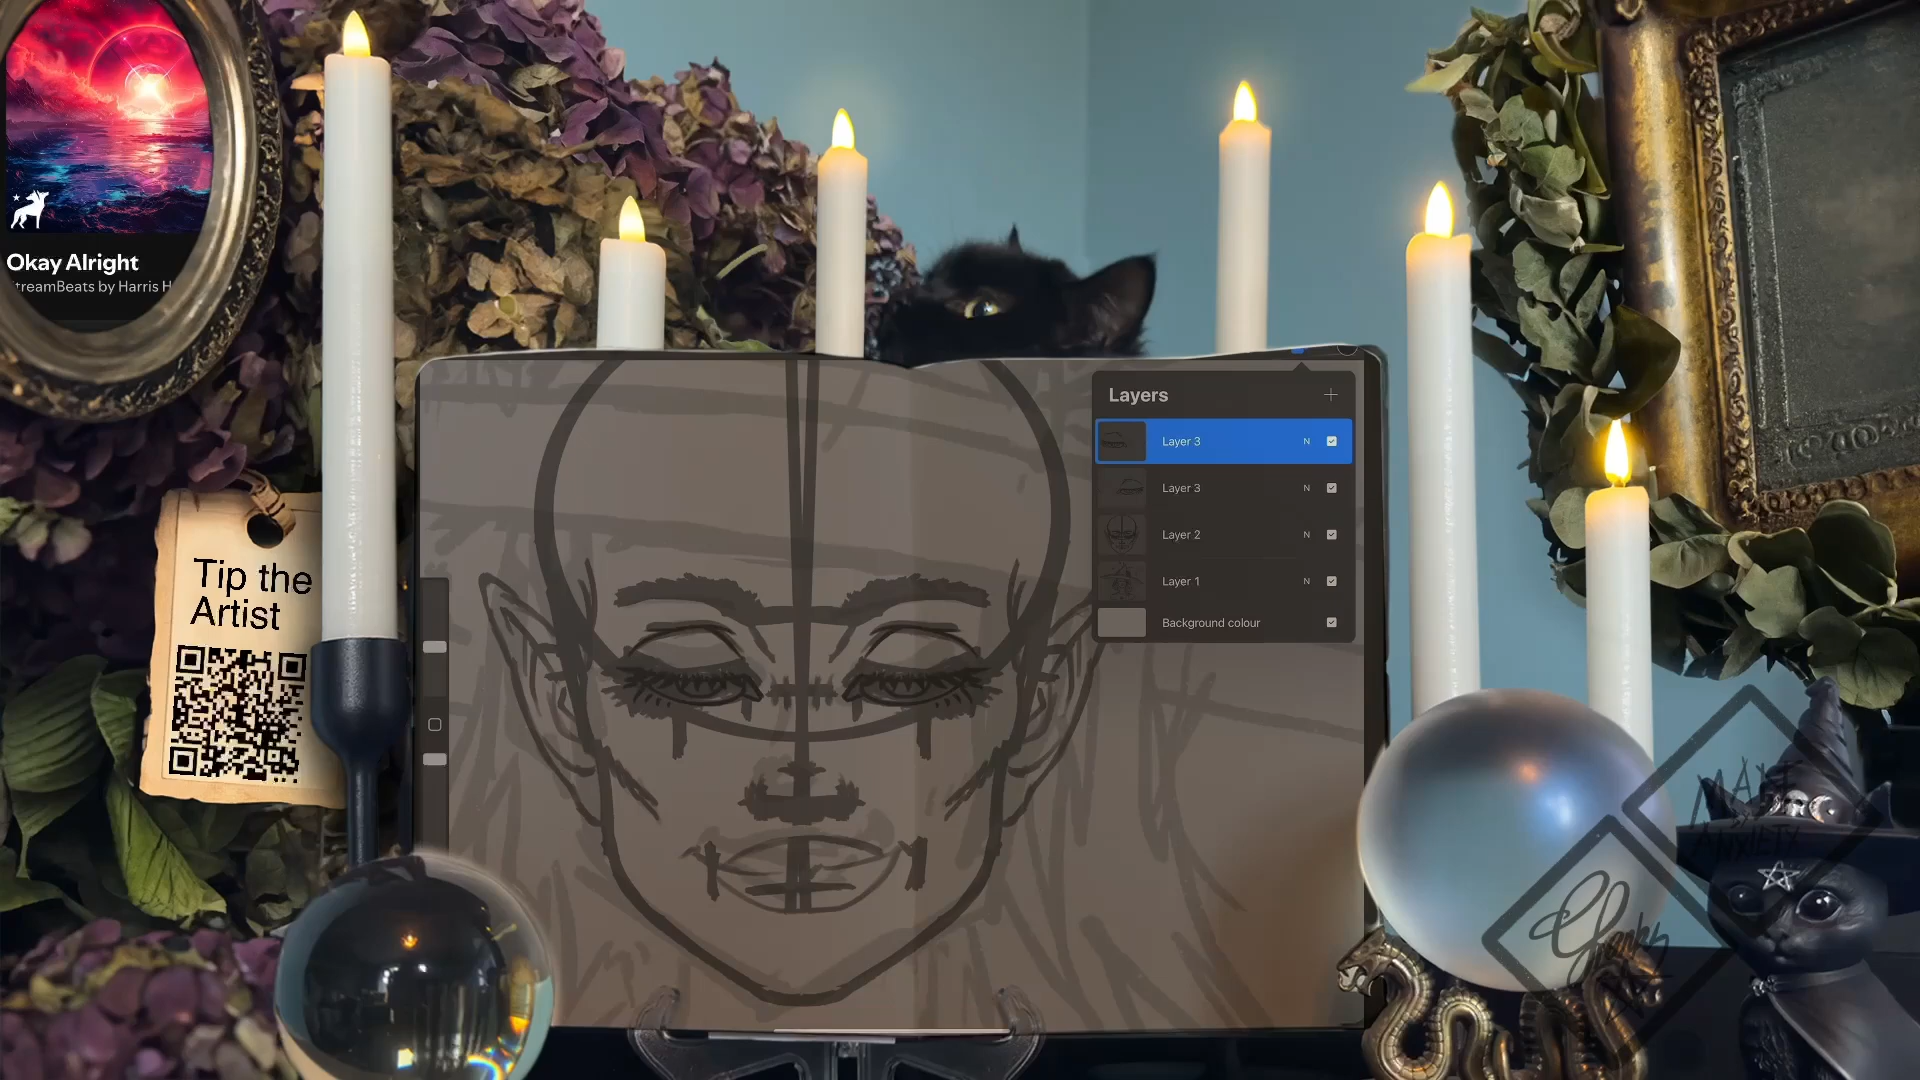 Okay Alright
treamBeats by Harris H
Tip the
Artist
Layers
Layer 3
N
Layer 3
N
Layer 2
N
Layer 1
N
Background colour
ANXIETY